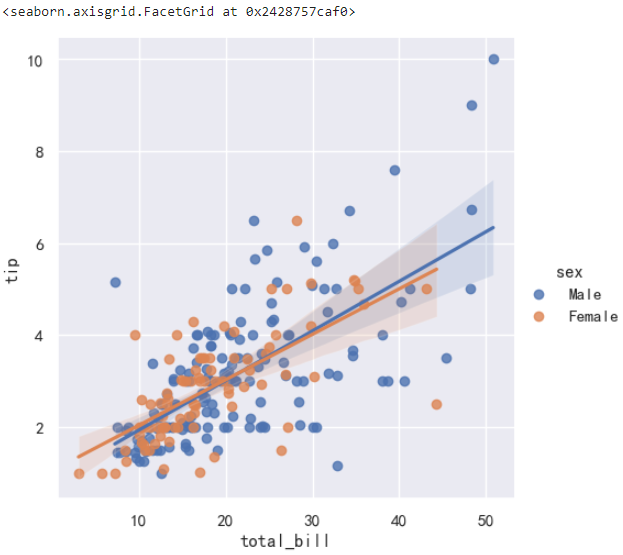 <seaborn.axisgrid.FacetGrid at 0x2428757caf0>
10
8
6
4
2
tip
10 20 30 40 50
total_bill
sex
Male
Female